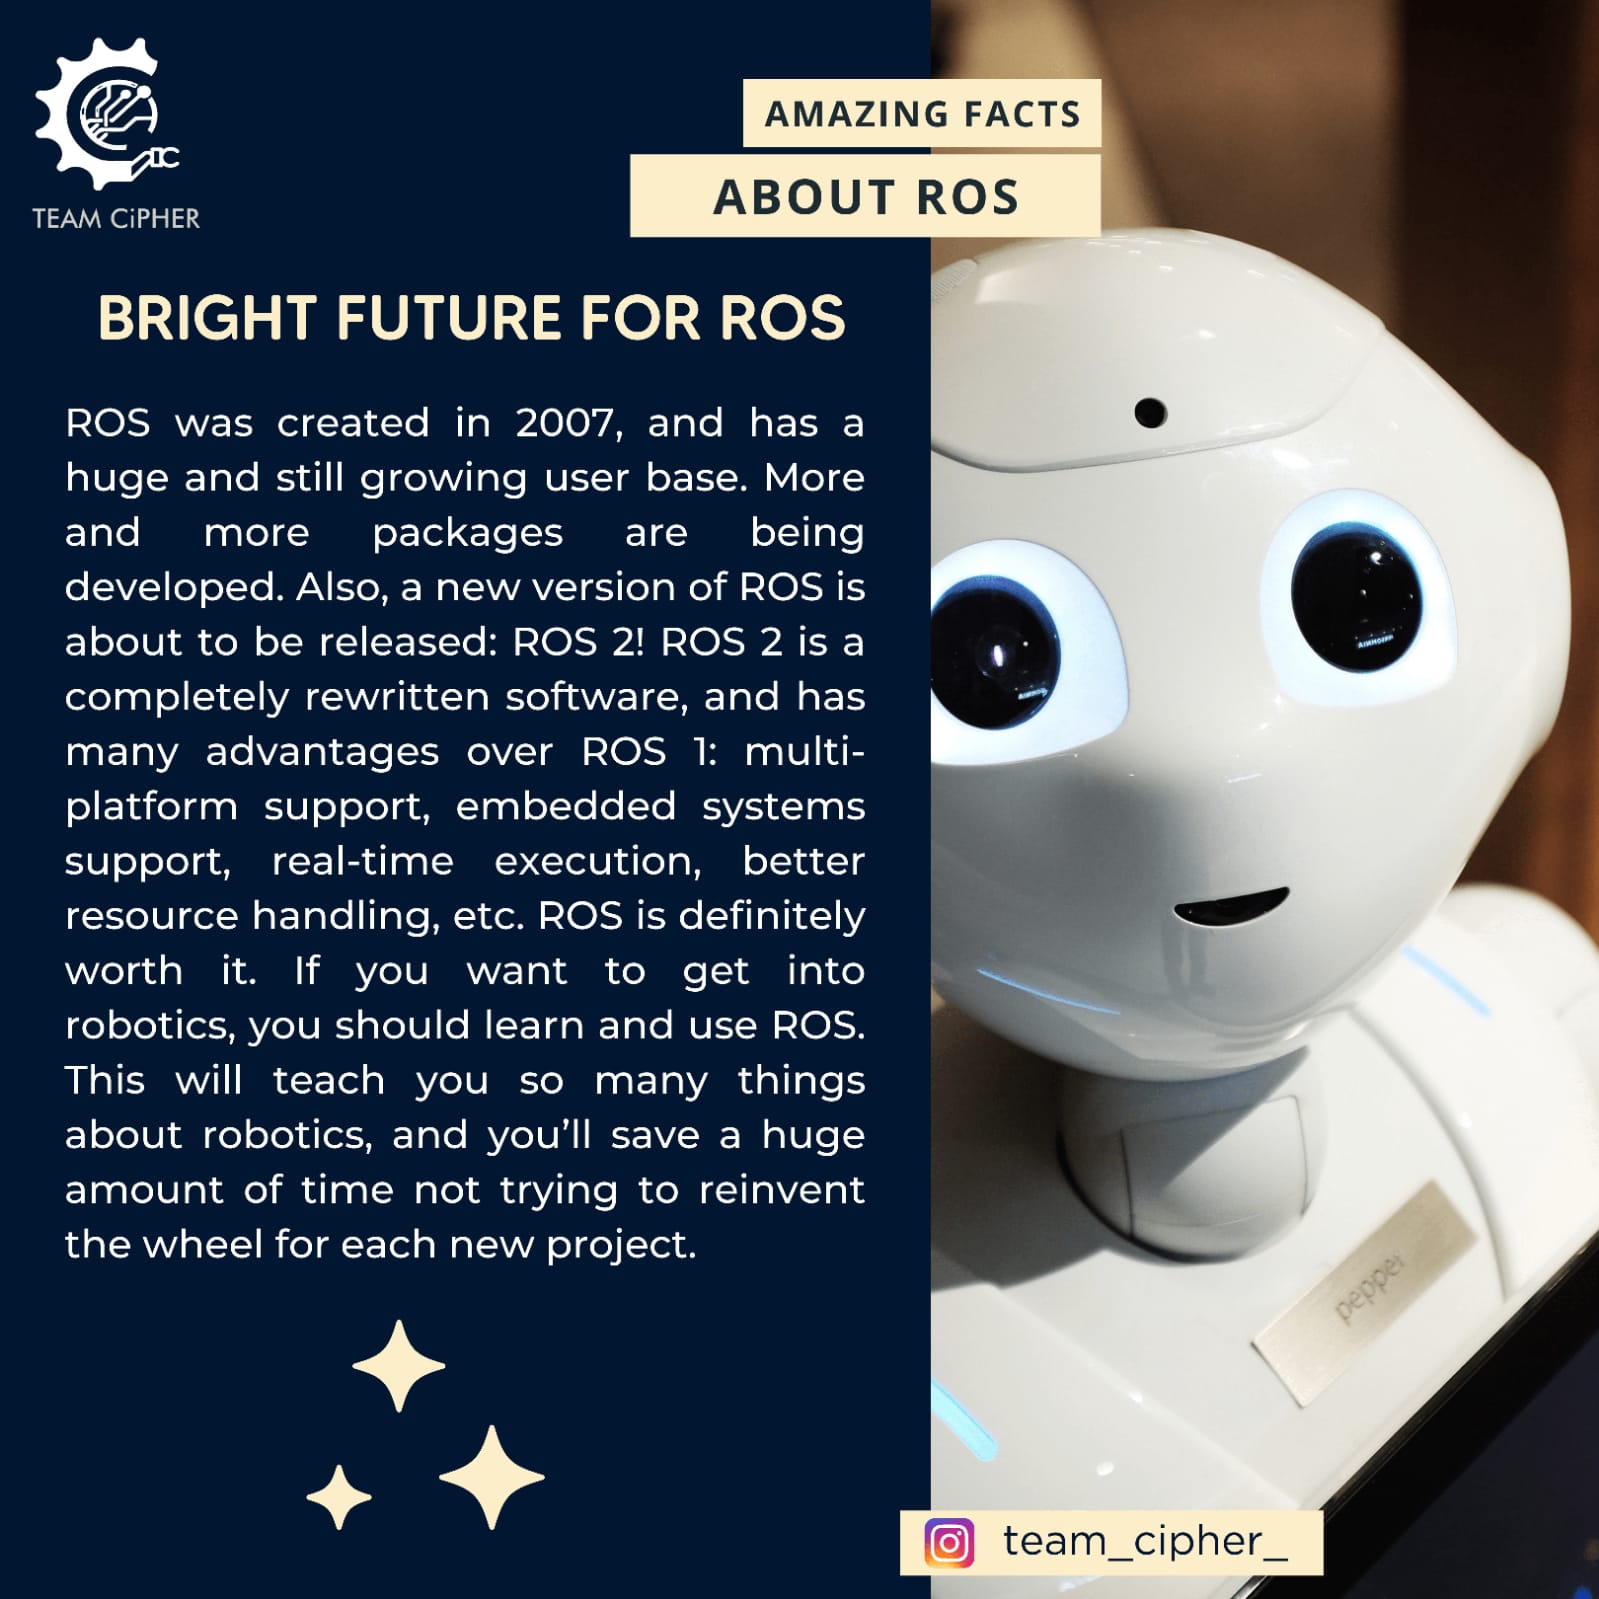 TEAM CiPHER
AMAZING FACTS
ABOUT ROS
BRIGHT FUTURE FOR ROS
ROS was created in 2007, and has a
huge and still growing user base. More
and more packages are being
developed. Also, a new version of ROS is
about to be released: ROS 2! ROS 2 is a
completely rewritten software, and has
many advantages over ROS 1: multi-
platform support, embedded systems
support, real-time execution, better
resource handling, etc. ROS is definitely
worth it. If you want to get into
robotics, you should learn and use ROS.
This will teach you so many things
about robotics, and you’ll save a huge
amount of time not trying to reinvent
the wheel for each new project.
pepper
team_cipher_